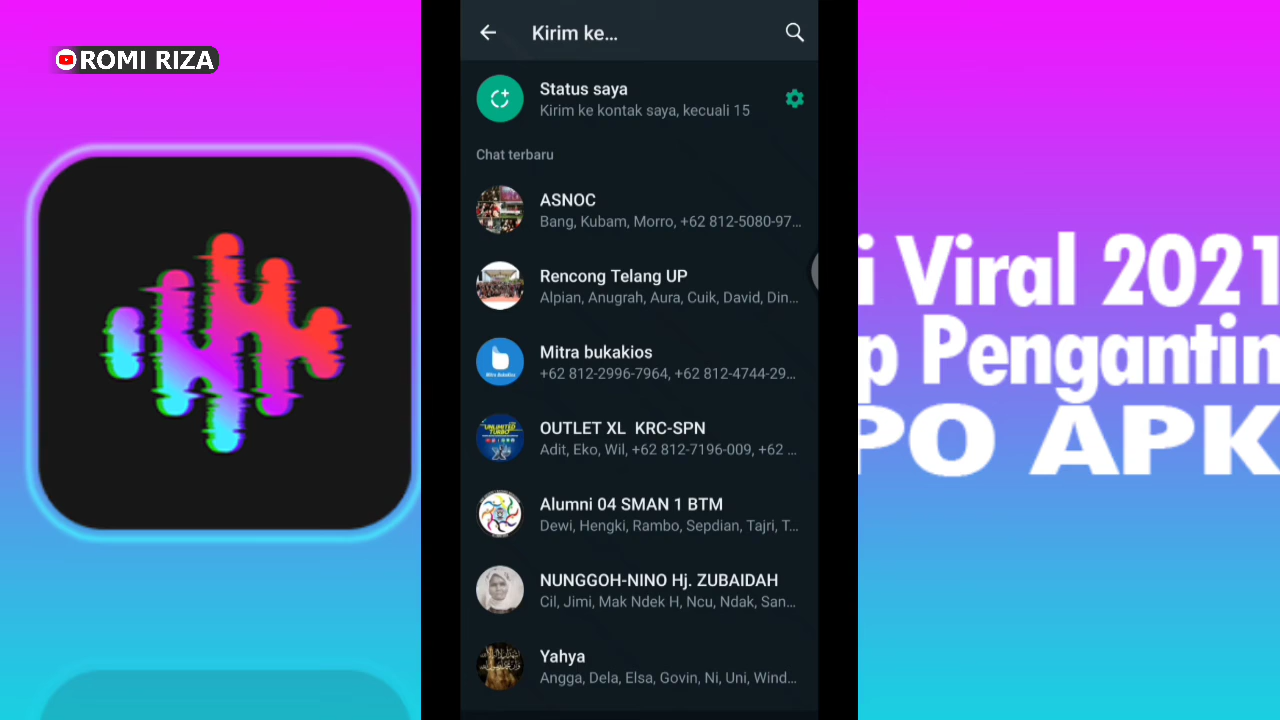 ROMI RIZA
Kirim ke...
Status saya
Kirim ke kontak saya, kecuali 15
Chat terbaru
ASNOC
Bang, Kubam, Morro, +62 812-5080-97...
Rencong Telang UP
Alpian, Anugrah, Aura, Cuik, David, Din...
Mitra bukakios
+62 812-2996-7964, +62 812-4744-29...
OUTLET XL KRC-SPN
Adit, Eko, Wil, +62 812-7196-009, +62 ...
Alumni 04 SMAN 1 BTM
Dewi, Hengki, Rambo, Sepdian, Tajri, T...
NUNGGOH-NINO Hj. ZUBAIDAH
Cil, Jimi, Mak Ndek H, Ncu, Ndak, San...
Yahya
Angga, Dela, Elsa, Govin, Ni, Uni, Wind...
i Viral 2021
p Pengantin
PO APK